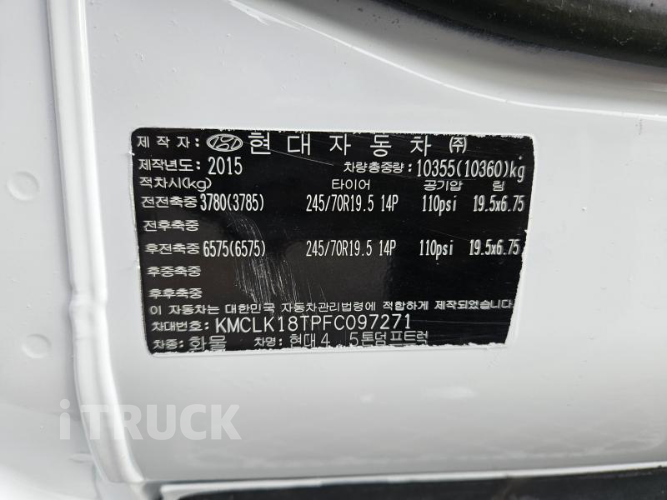 제작자: 현대자동차㈜
제작년도: 2015 차량총중량: 10355(10360)kg
적차시(kg) 타이어 공기압 림
전전축중 3780(3785) 245/70R19.5 14P 110psi 19.5x6.75
전후축중
후전축중 6575(6575) 245/70R19.5 14P 110psi 19.5x6.75
후중축중
후후축중
이 자동차는 대한민국 자동차관리법령에 적합하게 제작되었습니다.
차대번호: KMCLK18TPFC097271
차종: 화물 차명: 현대4.5톤덤프트럭
iTRUCK